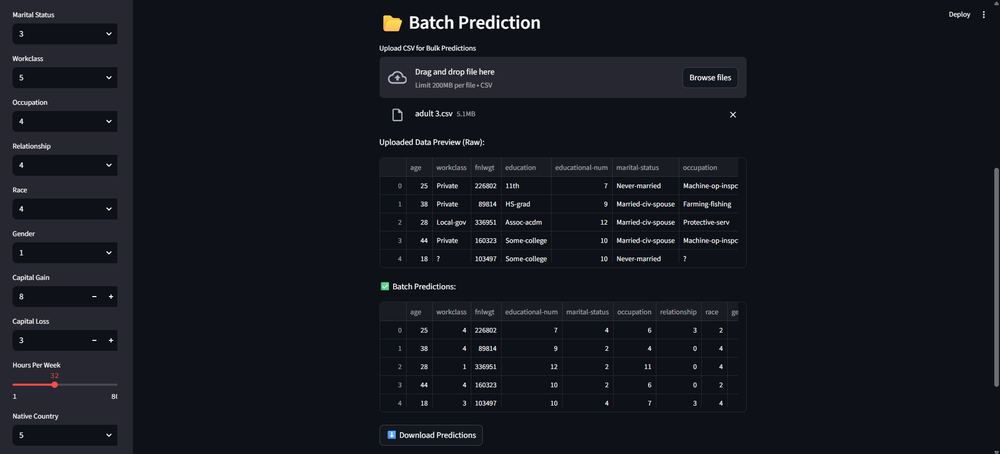 Marital Status
3
Workclass
5
Occupation
4
Relationship
4
Race
4
Gender
1
Capital Gain
8
Capital Loss
3
Hours Per Week
32
1 80
Native Country
5
Deploy
Batch Prediction
Upload CSV for Bulk Predictions
Drag and drop file here
Limit 200MB per file • CSV
Browse files
adult 3.csv 5.1MB
Uploaded Data Preview (Raw):
age workclass fnlwgt education educational-num marital-status occupation
0 25 Private 226802 11th 7 Never-married Machine-op-inspc
1 38 Private 89814 HS-grad 9 Married-civ-spouse Farming-fishing
2 28 Local-gov 336951 Assoc-acdm 12 Married-civ-spouse Protective-serv
3 44 Private 160323 Some-college 10 Married-civ-spouse Machine-op-inspc
4 18 ? 103497 Some-college 10 Never-married ?
Batch Predictions:
age workclass fnlwgt educational-num marital-status occupation relationship race ge
0 25 4 226802 7 4 6 3 2
1 38 4 89814 9 2 4 0 4
2 28 1 336951 12 2 11 0 4
3 44 4 160323 10 2 6 0 2
4 18 3 103497 10 4 7 3 4
Download Predictions